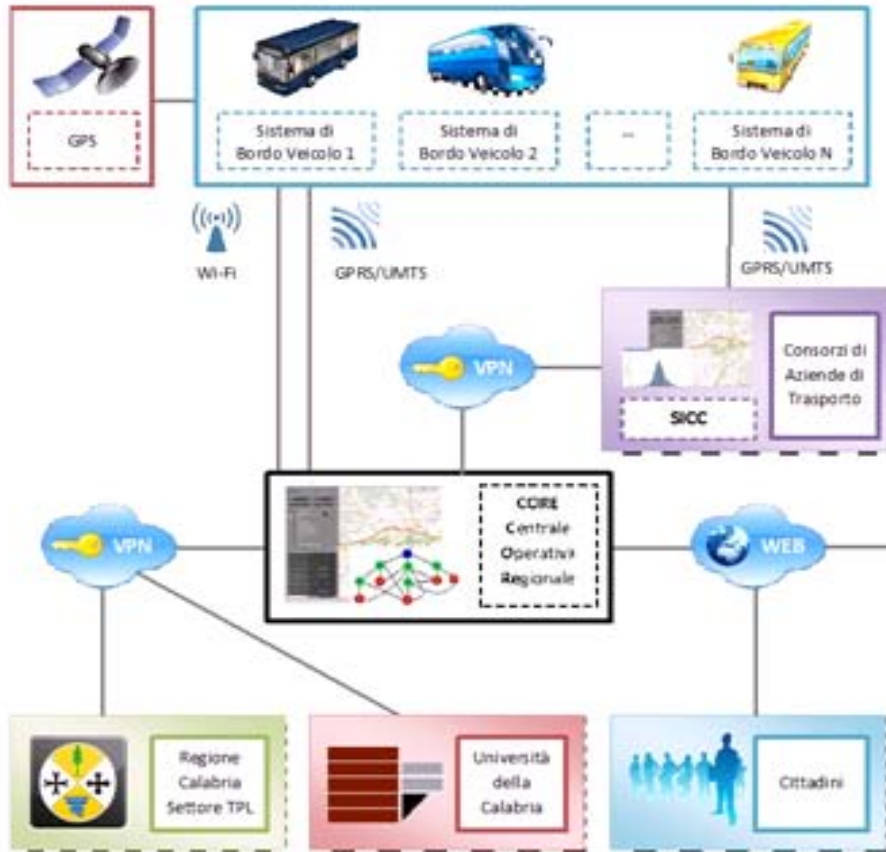 GPS
Sistema di
Bordo Veicolo 1
Sistema di
Bordo Veicolo 2
...
Sistema di
Bordo Veicolo N
Wi-Fi
GPRS/UMTS
GPRS/UMTS
VPN
SICC
Consorzi di
Aziende di
Trasporto
VPN
CORE
Centrale
Operativa
Regionale
WEB
Regione
Calabria
Settore TPL
Università
della
Calabria
Cittadini